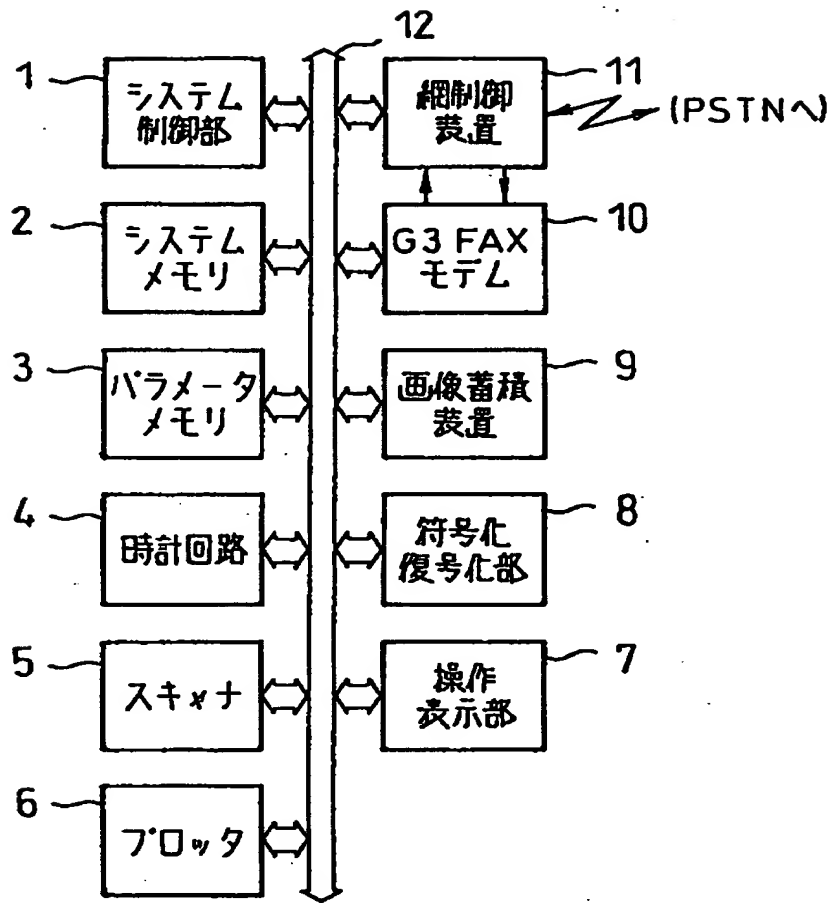 12
1
システム
制御部
11
網制御
装置
(PSTNへ)
2
システム
メモリ
10
G3 FAX
モデム
3
パラメータ
メモリ
9
画像蓄積
装置
4
時計回路
8
符号化
復号化部
5
スキャナ
7
操作
表示部
6
プロッタ